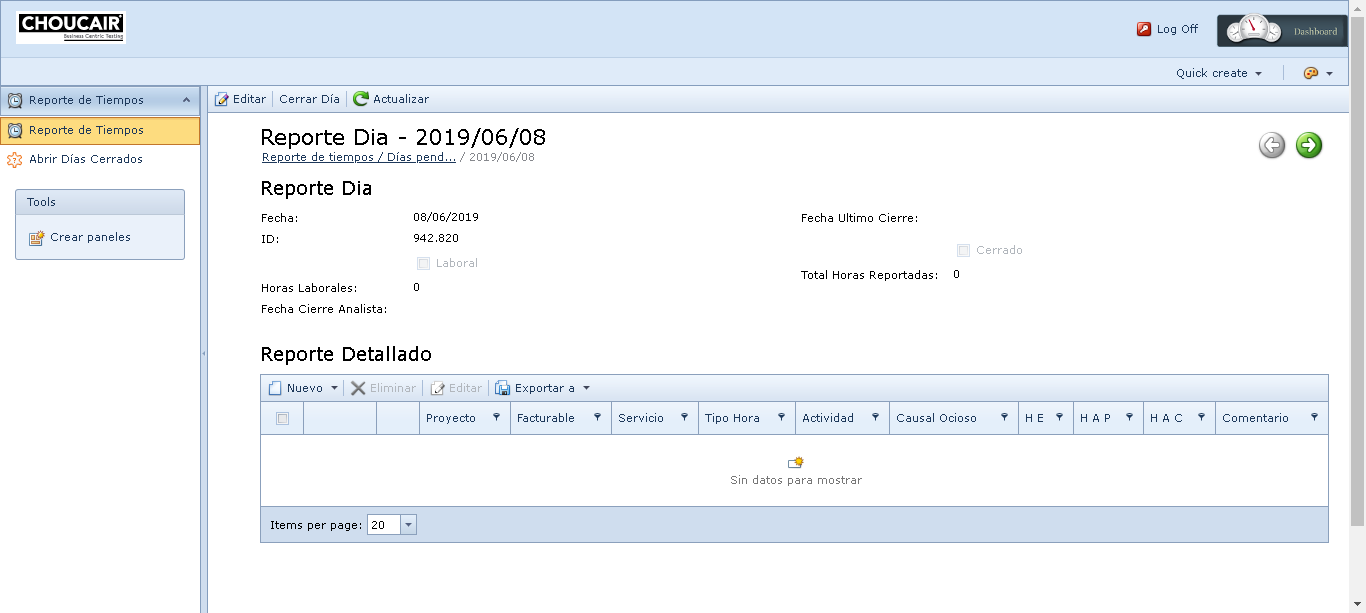 CHOUCAIR
Business Centric Testing
Log Off
Dashboard
Quick create
Reporte de Tiempos
Reporte de Tiempos
Abrir Días Cerrados
Tools
Crear paneles
Editar Cerrar Día Actualizar
Reporte Dia - 2019/06/08
Reporte de tiempos / Días pend... / 2019/06/08
Reporte Dia
Fecha: 08/06/2019 Fecha Ultimo Cierre:
ID: 942.820
Cerrado
Laboral
Total Horas Reportadas: 0
Horas Laborales: 0
Fecha Cierre Analista:
Reporte Detallado
Nuevo Eliminar Editar Exportar a
Proyecto Facturable Servicio Tipo Hora Actividad Causal Ocioso H E H A P H A C Comentario
Sin datos para mostrar
Items per page: 20